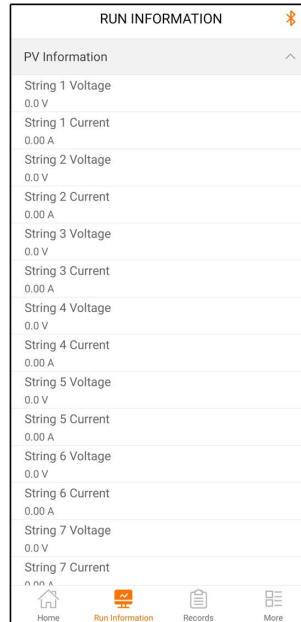 RUN INFORMATION
PV Information
String 1 Voltage
0.0 V
String 1 Current
0.00 A
String 2 Voltage
0.0 V
String 2 Current
0.00 A
String 3 Voltage
0.0 V
String 3 Current
0.00 A
String 4 Voltage
0.0 V
String 4 Current
0.00 A
String 5 Voltage
0.0 V
String 5 Current
0.00 A
String 6 Voltage
0.0 V
String 6 Current
0.00 A
String 7 Voltage
0.0 V
String 7 Current
0.00 A
Home Run Information Records More